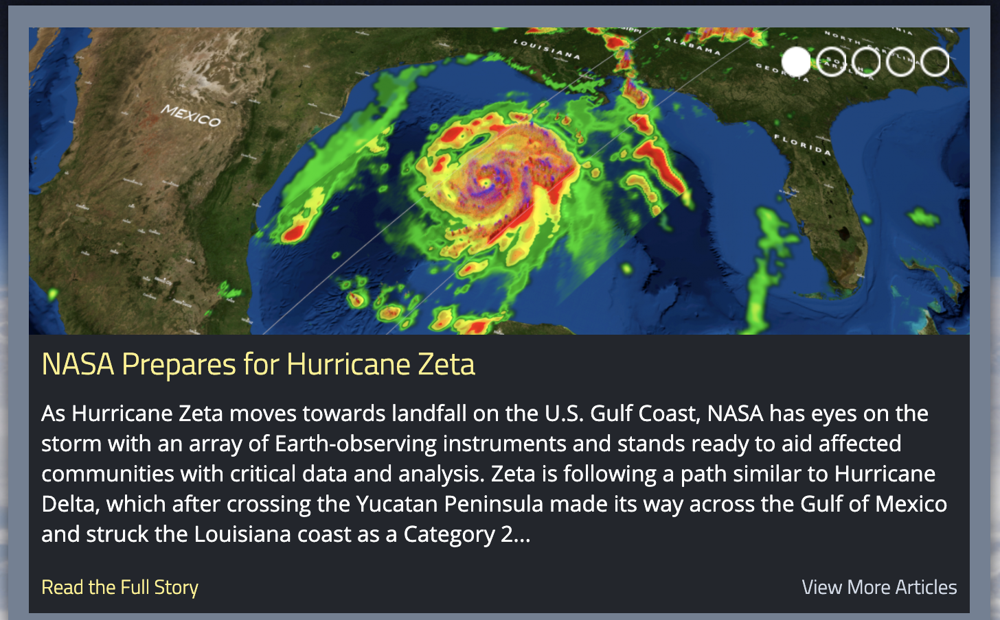 SIPPI
LOUISIANA
ALABAMA
NORTH CAROLINA
GEORGIA
SOUTH
CAROLINA
MEXICO
FLORIDA
NASA Prepares for Hurricane Zeta
As Hurricane Zeta moves towards landfall on the U.S. Gulf Coast, NASA has eyes on the
storm with an array of Earth-observing instruments and stands ready to aid affected
communities with critical data and analysis. Zeta is following a path similar to Hurricane
Delta, which after crossing the Yucatan Peninsula made its way across the Gulf of Mexico
and struck the Louisiana coast as a Category 2...
Read the Full Story
View More Articles